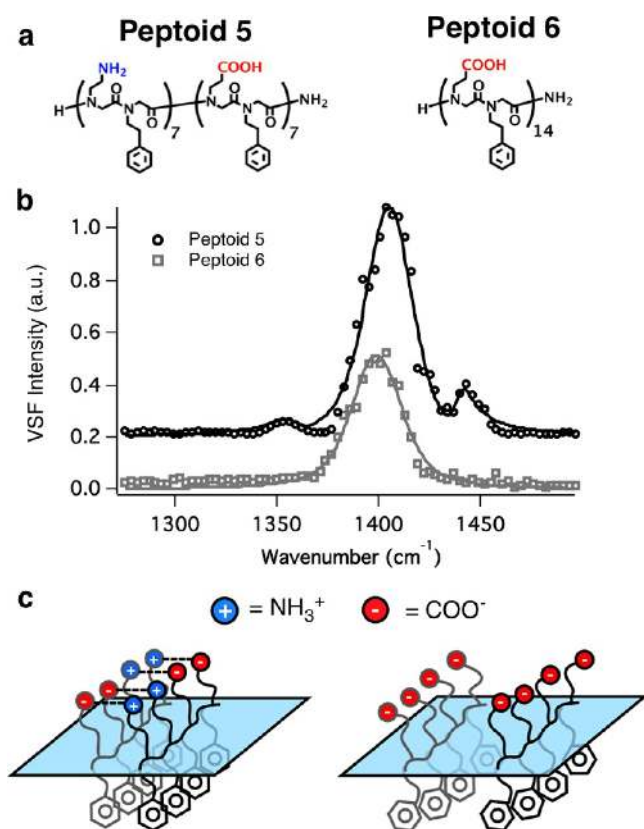 a
Peptoid 5
Peptoid 6
NH2
COOH
COOH
H
N
O
N
O
7
N
O
N
O
7
NH2
H
N
O
N
O
14
NH2
b
1.0
0.8
0.6
0.4
0.2
0.0
VSF Intensity (a.u.)
Peptoid 5
Peptoid 6
1300
1350
1400
1450
Wavenumber (cm-1)
c
+ = NH3+
- = COO-
+ + - -
- - + +
- - - -
- - - -